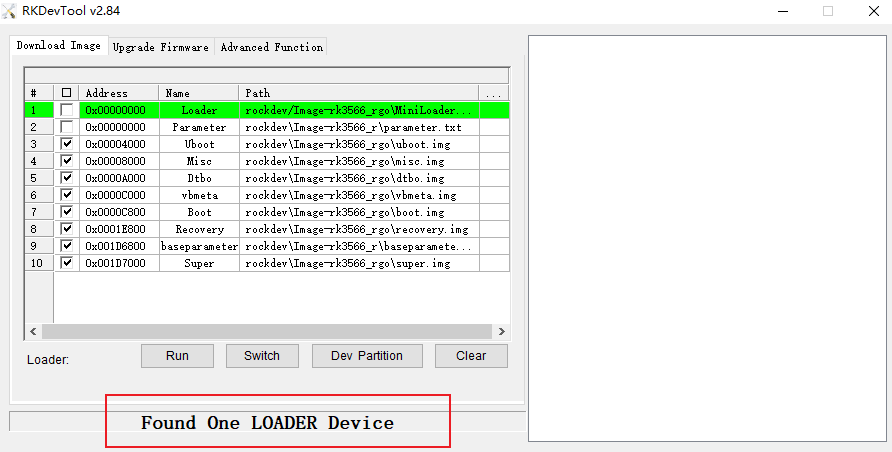 RKDevTool v2.84
Download Image Upgrade Firmware Advanced Function
# Address Name Path ...
1 0x00000000 Loader rockdev/Image-rk3566_rgo\MiniLoader...
2 0x00000000 Parameter rockdev\Image-rk3566_r\parameter.txt
3 0x00004000 Uboot rockdev\Image-rk3566_rgo\uboot.img
4 0x00008000 Misc rockdev\Image-rk3566_rgo\misc.img
5 0x0000A000 Dtbo rockdev\Image-rk3566_rgo\dtbo.img
6 0x0000C000 vbmeta rockdev\Image-rk3566_rgo\vbmeta.img
7 0x0000C800 Boot rockdev\Image-rk3566_rgo\boot.img
8 0x0001E800 Recovery rockdev\Image-rk3566_rgo\recovery.img
9 0x001D6800 baseparameter rockdev\Image-rk3566_r\baseparamete...
10 0x001D7000 Super rockdev\Image-rk3566_rgo\super.img
Loader: Run Switch Dev Partition Clear
Found One LOADER Device